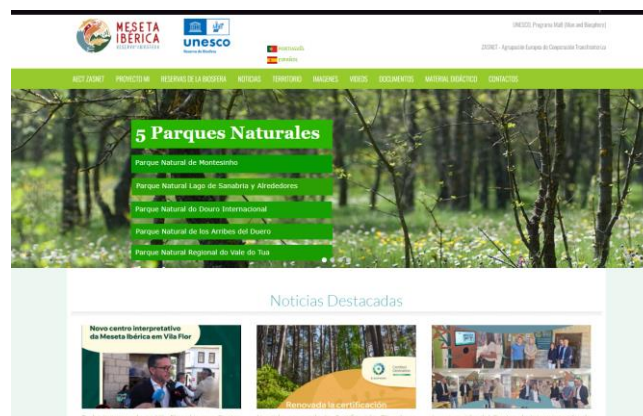 MESETA
IBÉRICA
unesco
PORTUGUÊS
ESPAÑOL
UNESCO. Programa MaB (Man and Biosphere)
ZASNET - Agrupación Europea de Cooperación Transfronteriza
AECT ZASNET PROYECTO MI RESERVAS DE LA BIOSFERA NOTICIAS TERRITORIO IMAGENES VIDEOS DOCUMENTOS MATERIAL DIDÁCTICO CONTACTOS
5 Parques Naturales
Parque Natural de Montesinho
Parque Natural Lago de Sanabria y Alrededores
Parque Natural do Douro Internacional
Parque Natural de los Arribes del Duero
Parque Natural Regional do Vale do Tua
Noticias Destacadas
Novo centro interpretativo
da Meseta Ibérica em Vila Flor
Renovada la certificación